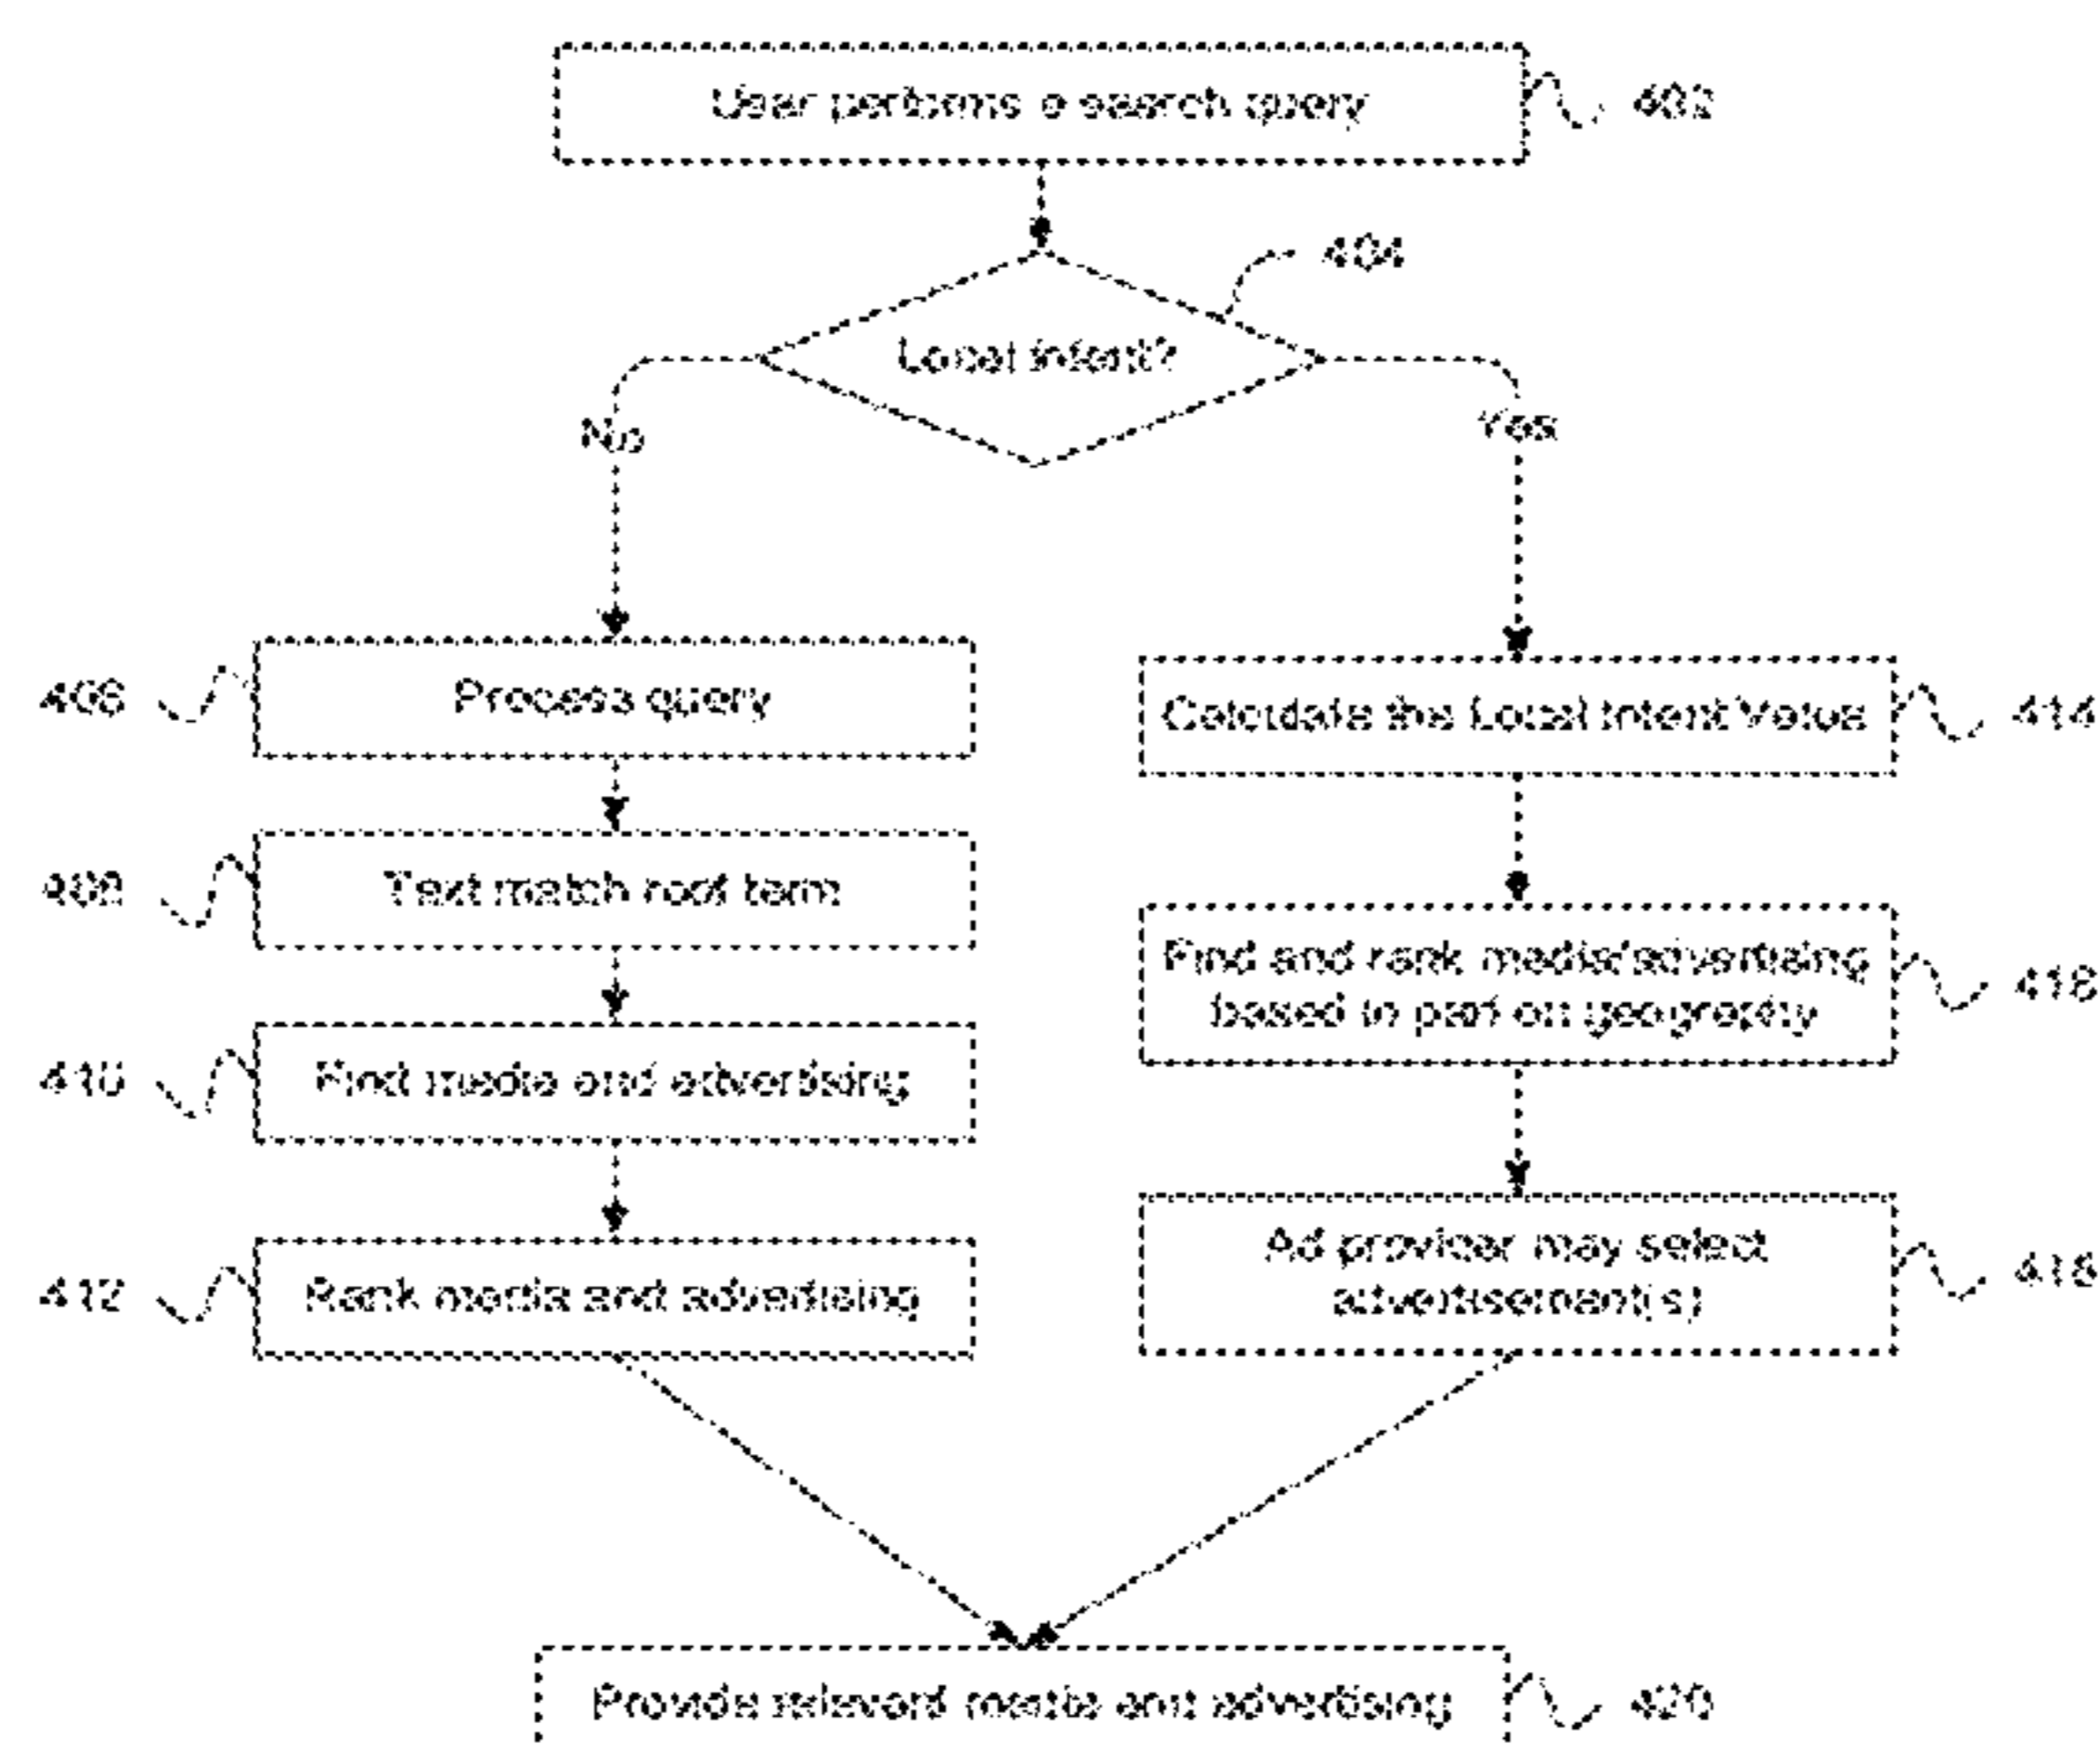 User performs a search query
402
404
Local intent?
No
Yes
406
Process query
Calculate the Local Intent Value
414
408
Text match root term
Find and rank media/advertising
based in part on geography
410
Find media and advertising
Ad provider may select
advertisement(s)
418
412
Rank media and advertising
Provide relevant media and advertising
420